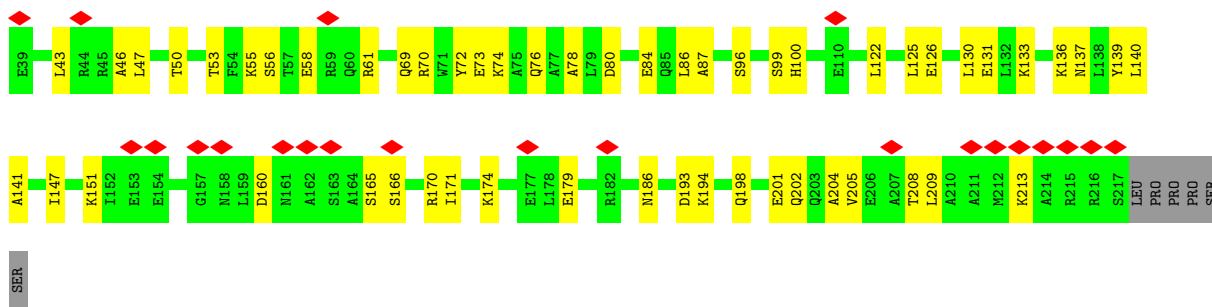 E39 L43 R44 R45 A46 L47 T50 T53 F54 K55 S56 T57 E58 R59 Q60 R61 Q69 R70 W71 Y72 E73 K74 A75 Q76 A77 A78 L79 D80 E84 Q85 L86 A87 S96 S99 H100 E110 L122 L125 E126 L130 E131 L132 K133 K136 N137 L138 Y139 L140
A141 I147 K151 I152 E153 E154 G157 N158 L159 D160 N161 A162 S163 A164 S165 S166 R170 I171 K174 E177 L178 E179 R182 N186 D193 K194 Q198 E201 Q202 Q203 A204 V205 E206 A207 T208 L209 A210 A211 M212 K213 A214 R215 R216 S217 LEU PRO PRO PRO SER
SER